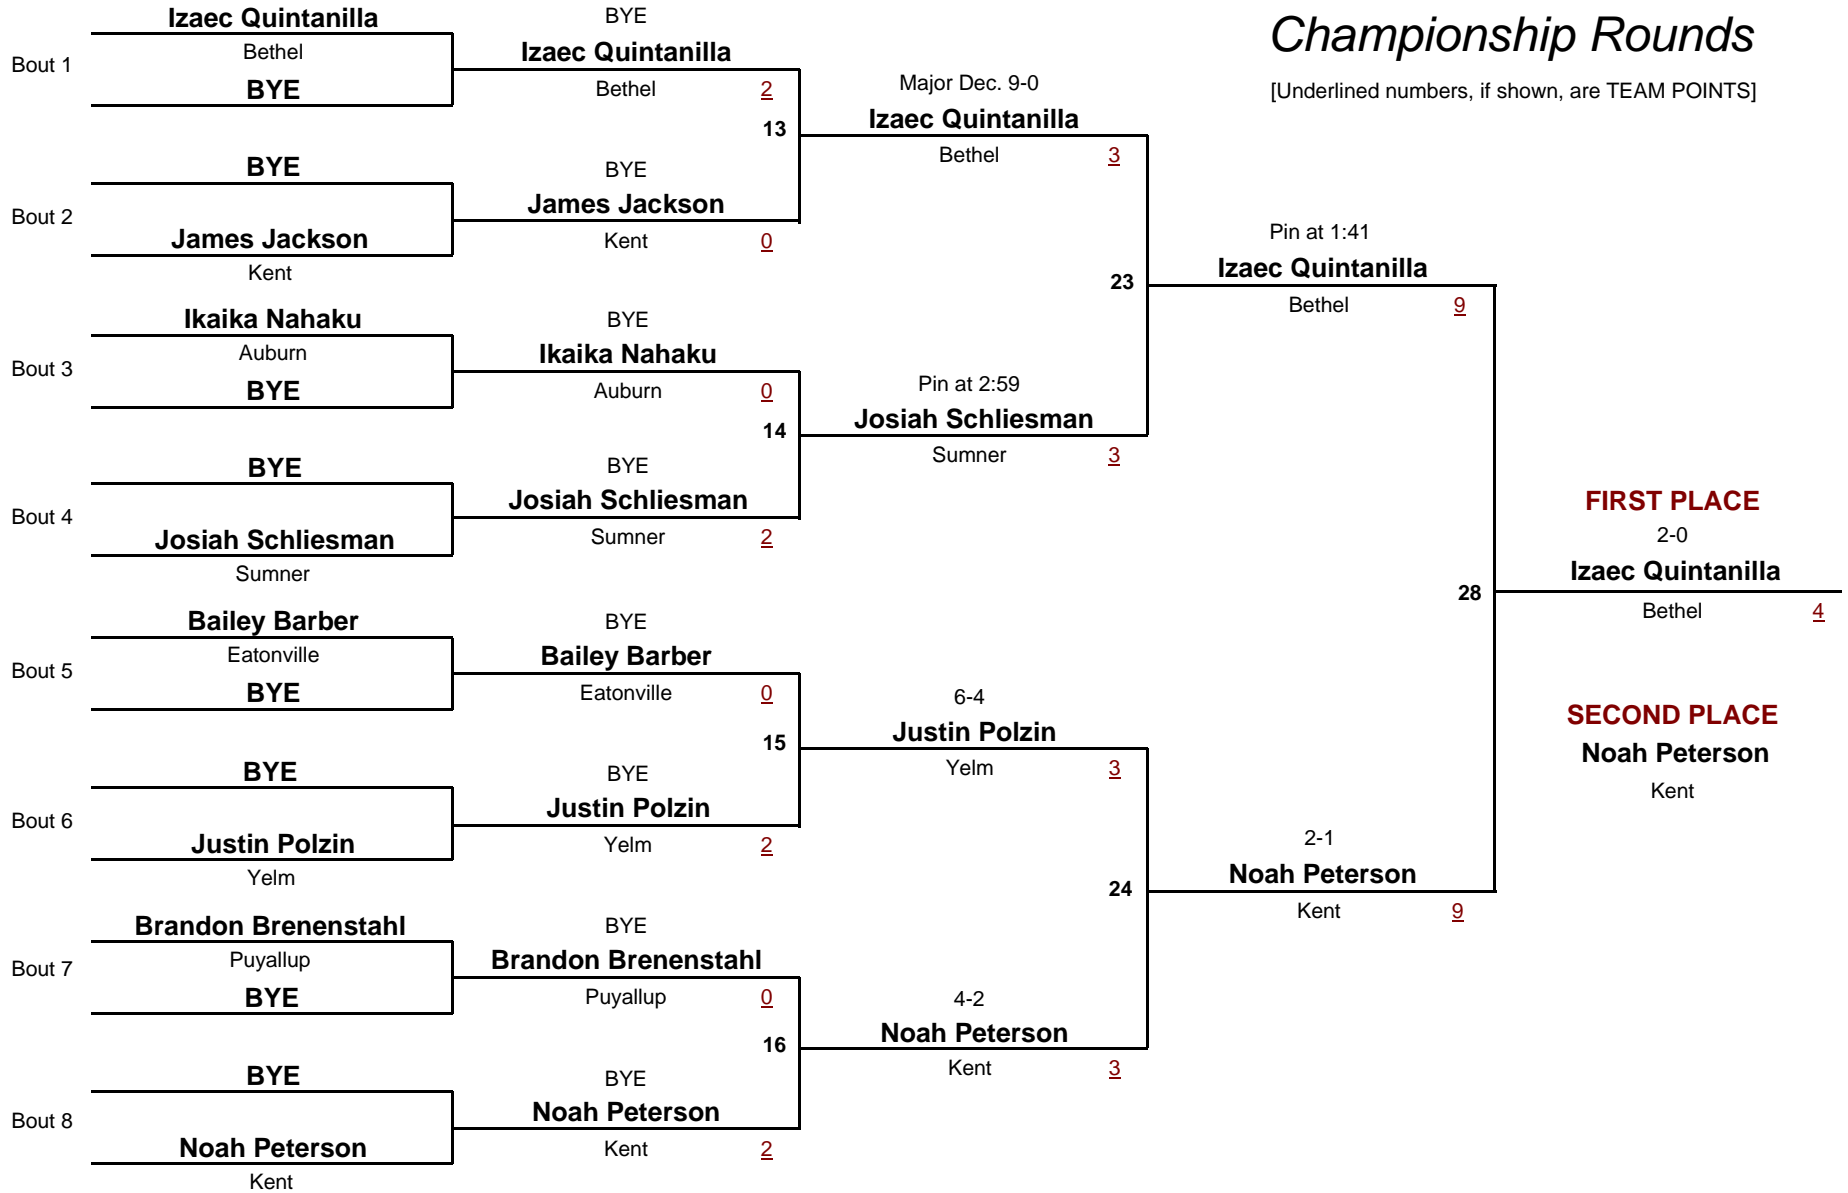 Championship Rounds
[Underlined numbers, if shown, are TEAM POINTS]
Bout 1
Izaec Quintanilla
Bethel
BYE
Bout 2
BYE
James Jackson
Kent
Bout 3
Ikaika Nahaku
Auburn
BYE
Bout 4
BYE
Josiah Schliesman
Sumner
Bout 5
Bailey Barber
Eatonville
BYE
Bout 6
BYE
Justin Polzin
Yelm
Bout 7
Brandon Brenenstahl
Puyallup
BYE
Bout 8
BYE
Noah Peterson
Kent
BYE
Izaec Quintanilla
Bethel 2
13
BYE
James Jackson
Kent 0
BYE
Ikaika Nahaku
Auburn 0
14
BYE
Josiah Schliesman
Sumner 2
BYE
Bailey Barber
Eatonville 0
15
BYE
Justin Polzin
Yelm 2
BYE
Brandon Brenenstahl
Puyallup 0
16
BYE
Noah Peterson
Kent 2
Major Dec. 9-0
Izaec Quintanilla
Bethel 3
23
Pin at 2:59
Josiah Schliesman
Sumner 3
6-4
Justin Polzin
Yelm 3
24
4-2
Noah Peterson
Kent 3
Pin at 1:41
Izaec Quintanilla
Bethel 9
28
2-1
Noah Peterson
Kent 9
FIRST PLACE
2-0
Izaec Quintanilla
Bethel 4
SECOND PLACE
Noah Peterson
Kent